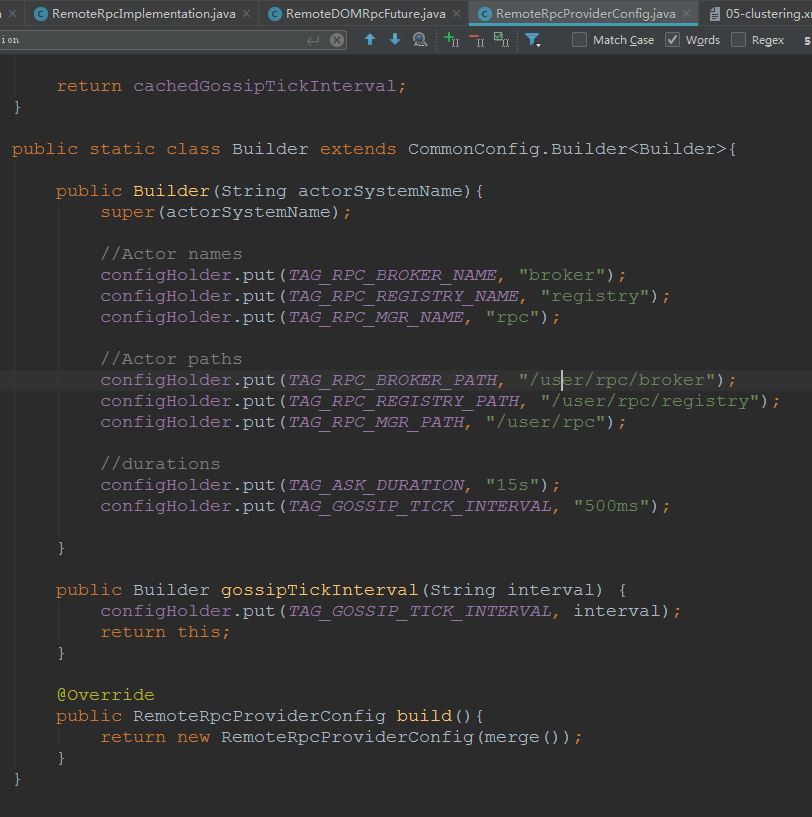 RemoteRpcImplementation.java RemoteDOMRpcFuture.java RemoteRpcProviderConfig.java
ion Match Case Words Regex 5
return cachedGossipTickInterval;
}
public static class Builder extends CommonConfig.Builder<Builder>{
public Builder(String actorSystemName){
super(actorSystemName);
//Actor names
configHolder.put(TAG_RPC_BROKER_NAME, "broker");
configHolder.put(TAG_RPC_REGISTRY_NAME, "registry");
configHolder.put(TAG_RPC_MGR_NAME, "rpc");
//Actor paths
configHolder.put(TAG_RPC_BROKER_PATH, "/user/rpc/broker");
configHolder.put(TAG_RPC_REGISTRY_PATH, "/user/rpc/registry");
configHolder.put(TAG_RPC_MGR_PATH, "/user/rpc");
//durations
configHolder.put(TAG_ASK_DURATION, "15s");
configHolder.put(TAG_GOSSIP_TICK_INTERVAL, "500ms");
}
public Builder gossipTickInterval(String interval) {
configHolder.put(TAG_GOSSIP_TICK_INTERVAL, interval);
return this;
}
@Override
public RemoteRpcProviderConfig build(){
return new RemoteRpcProviderConfig(merge());
}
}